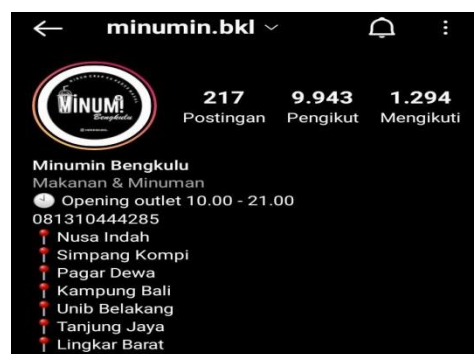 minumin.bkl
MINUM!
Bengkulu
217 9.943 1.294
Postingan Pengikut Mengikuti
Minumin Bengkulu
Makanan & Minuman
Opening outlet 10.00 - 21.00
081310444285
Nusa Indah
Simpang Kompi
Pagar Dewa
Kampung Bali
Unib Belakang
Tanjung Jaya
Lingkar Barat